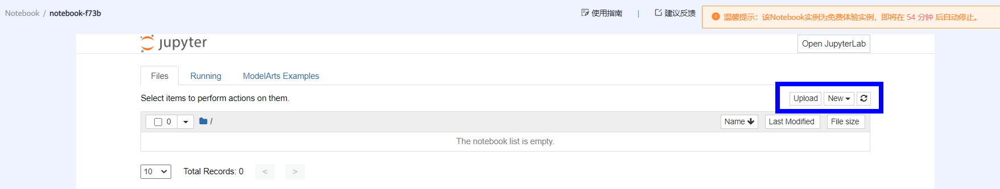 Notebook / notebook-f73b
使用指南 | 建议反馈
温馨提示：该Notebook实例为免费体验实例，即将在 54 分钟 后自动停止。
jupyter
Open JupyterLab
Files Running ModelArts Examples
Select items to perform actions on them.
Upload New
0 / Name Last Modified File size
The notebook list is empty.
10 Total Records: 0 < >